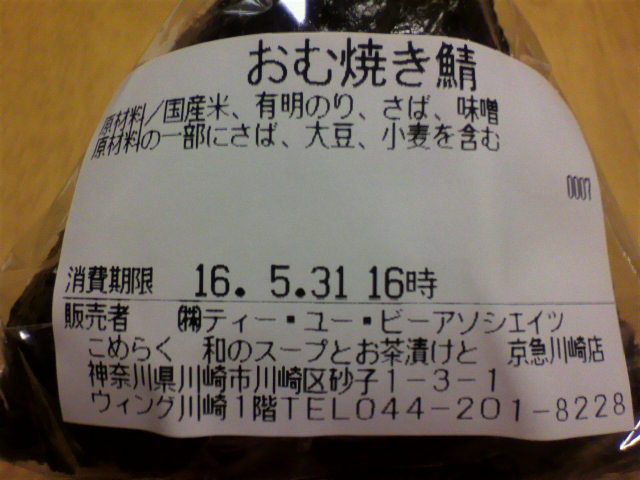 おむ焼き鯖
原材料/国産米、有明のり、さば、味噌
原材料の一部にさば、大豆、小麦を含む
0007
消費期限 16. 5.31 16時
販売者 ㈱ティー・ユー・ビーアソシエイツ
こめらく 和のスープとお茶漬けと 京急川崎店
神奈川県川崎市川崎区砂子1-3-1
ウィング川崎1階TEL044-201-8228